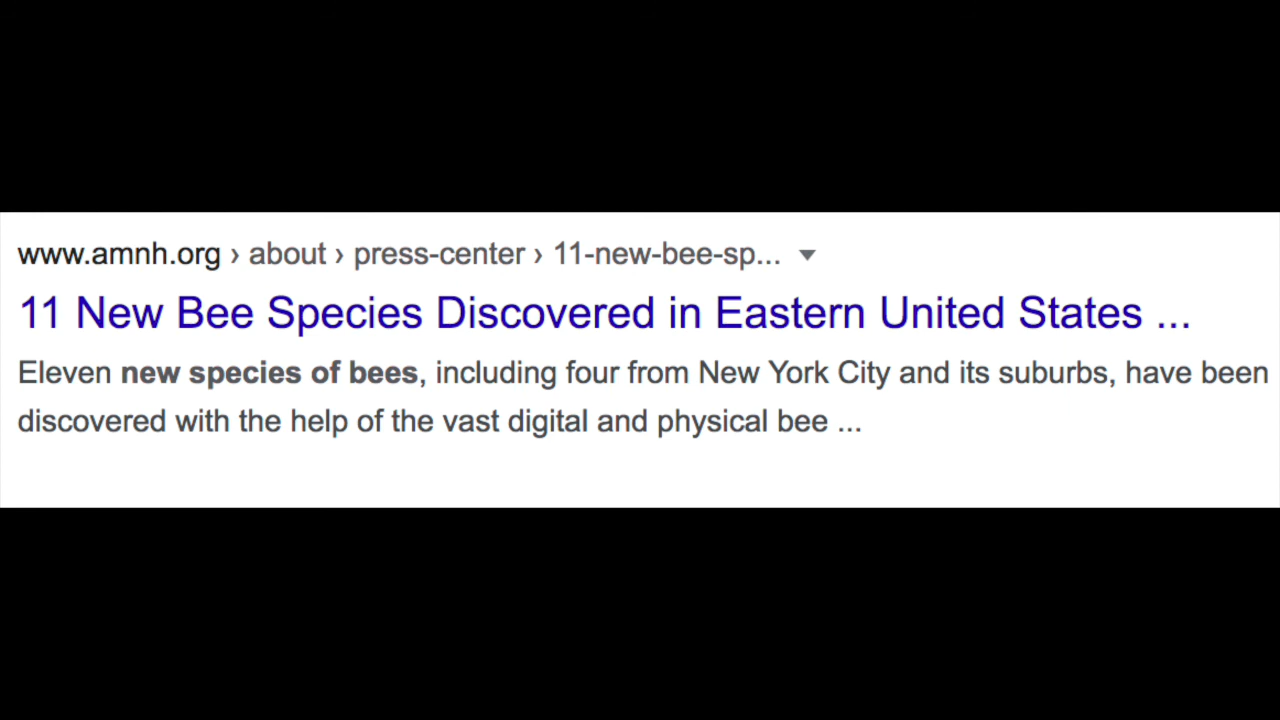 www.amnh.org › about › press-center › 11-new-bee-sp...
11 New Bee Species Discovered in Eastern United States ...
Eleven new species of bees, including four from New York City and its suburbs, have been
discovered with the help of the vast digital and physical bee ...